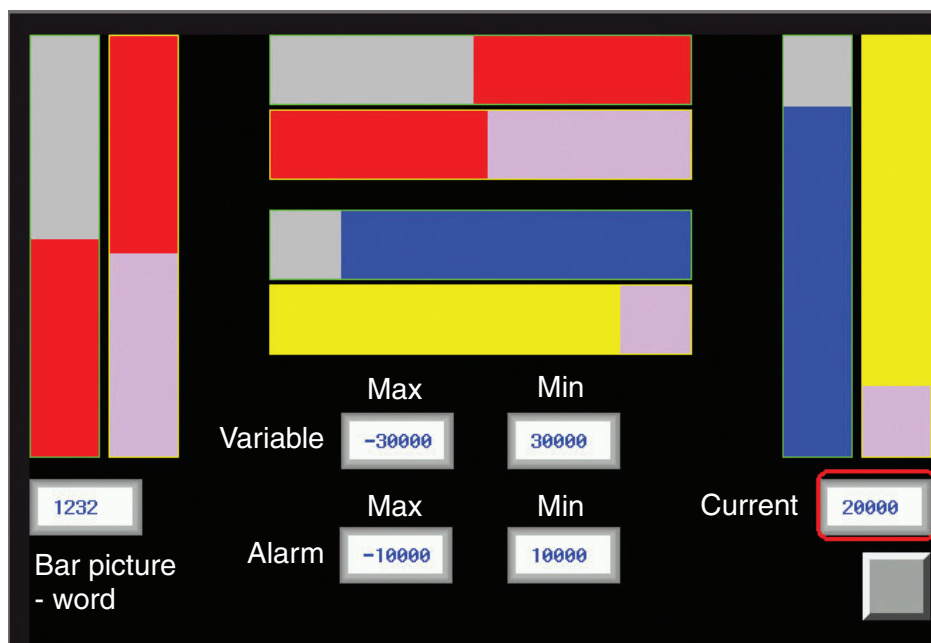 Max Min
Variable -30000 30000
1232
Max Min
Current 20000
Alarm -10000 10000
Bar picture
- word